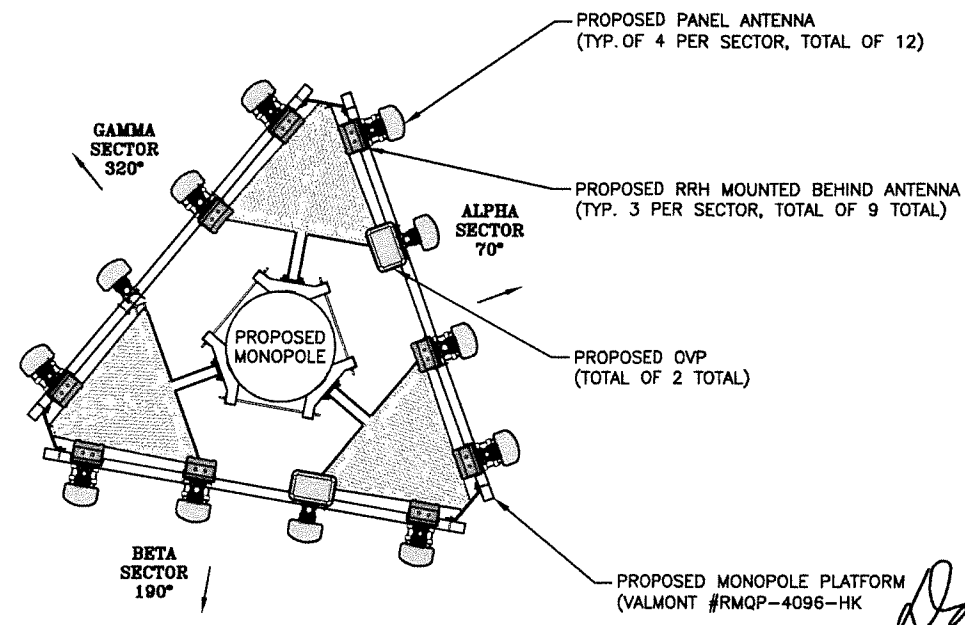 PROPOSED PANEL ANTENNA
(TYP. OF 4 PER SECTOR, TOTAL OF 12)
GAMMA
SECTOR
320°
PROPOSED RRH MOUNTED BEHIND ANTENNA
(TYP. 3 PER SECTOR, TOTAL OF 9 TOTAL)
ALPHA
SECTOR
70°
PROPOSED
MONOPOLE
PROPOSED OVP
(TOTAL OF 2 TOTAL)
BETA
SECTOR
190°
PROPOSED MONOPOLE PLATFORM
(VALMONT #RMQP-4096-HK